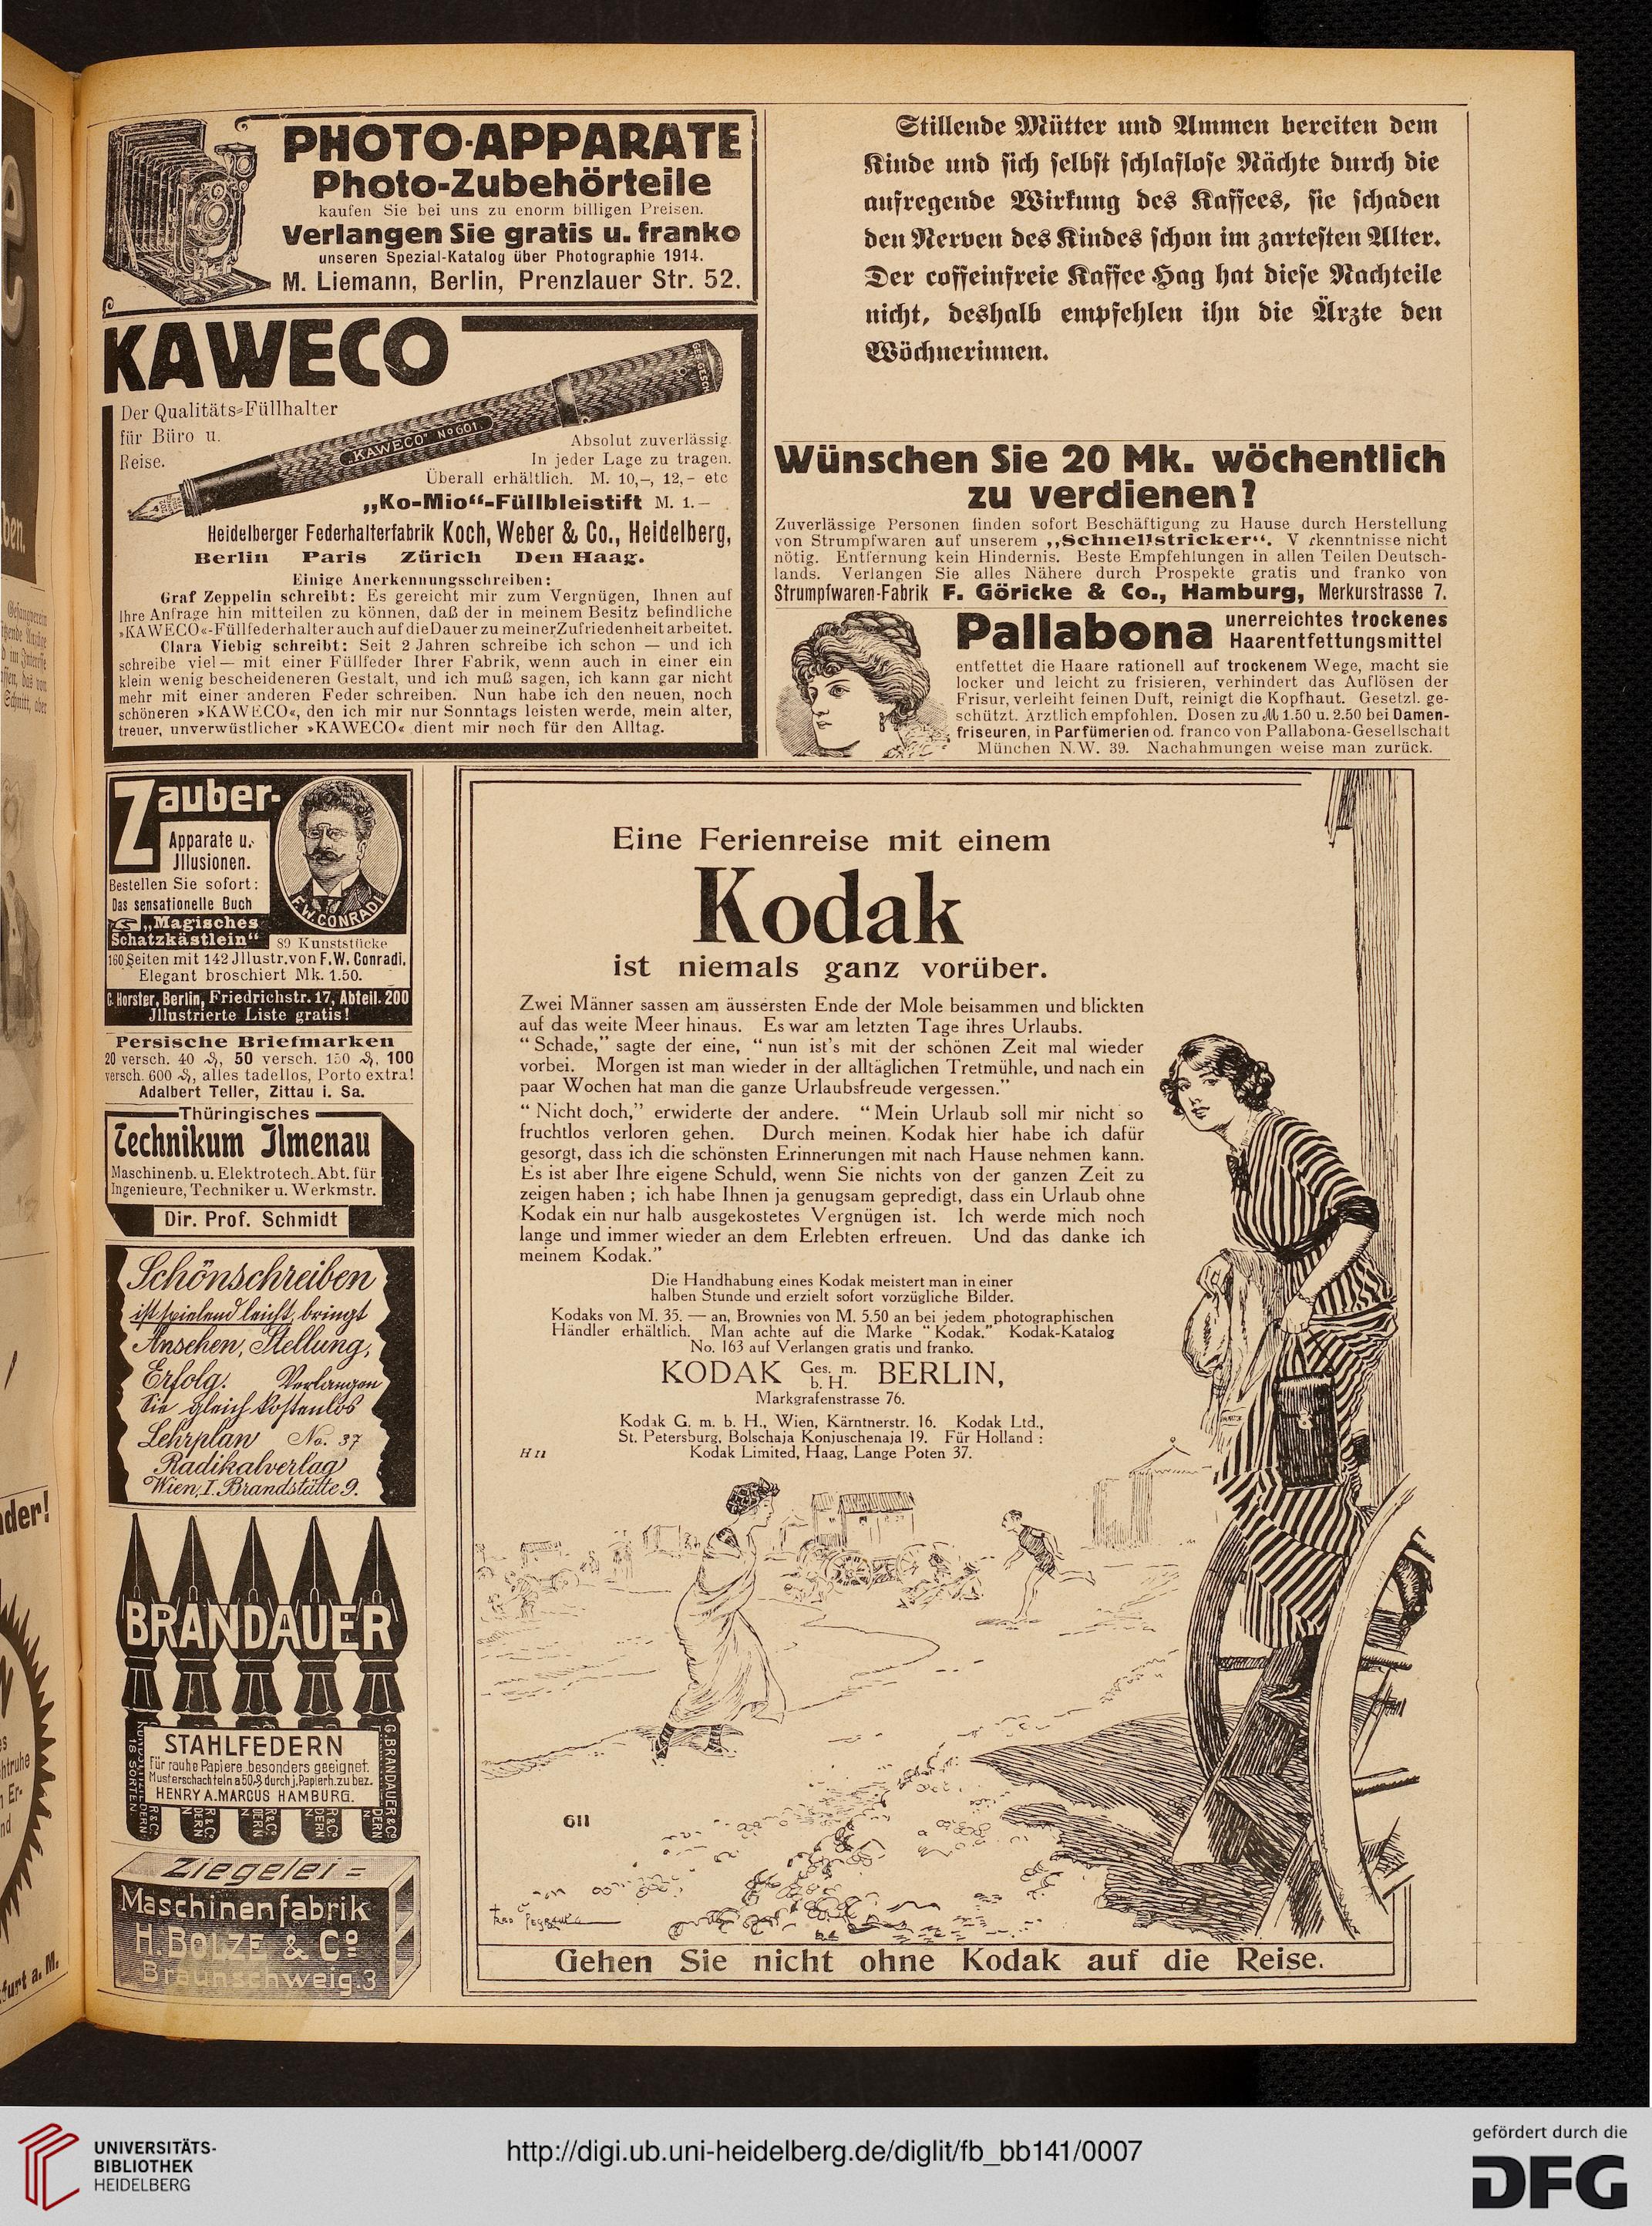 PHOTO-APPARATE
Photo-Zubehörteile
kaufen Sie bei uns zu enorm billigen Preisen.
Verlangen Sie gratis u. franko
unseren Spezial-Katalog über Photographie 1914.
M. Liemann, Berlin, Prenzlauer Str. 52.
KAWECO
Der Qualitäts-Füllhalter
für Büro u.
Reise.
„KAWECO" No 601.
Absolut zuverlässig.
In jeder Lage zu tragen.
Überall erhältlich. M. 10,–, 12,– etc
„Ko-Mio“-Füllbleistift M. 1.–
Heidelberger Federhalterfabrik Koch, Weber & Co., Heidelberg,
Berlin Paris Zürich Den Haag.
Einige Anerkennungsschreiben:
Graf Zeppelin schreibt: Es gereicht mir zum Vergnügen, Ihnen auf
Ihre Anfrage hin mitteilen zu können, daß der in meinem Besitz befindliche
»KAWECO«-Füllfederhalter auch auf die Dauer zu meiner Zufriedenheit arbeitet.
Clara Viebig schreibt: Seit 2 Jahren schreibe ich schon — und ich
schreibe viel — mit einer Füllfeder Ihrer Fabrik, wenn auch in einer ein
klein wenig bescheideneren Gestalt, und ich muß sagen, ich kann gar nicht
mehr mit einer anderen Feder schreiben. Nun habe ich den neuen, noch
schöneren »KAWECO«, den ich mir nur Sonntags leisten werde, mein alter,
treuer, unverwüstlicher »KAWECO« dient mir noch für den Alltag.
Stillende Mütter und Ammen bereiten dem
Kinde und sich selbst schlaflose Nächte durch die
aufregende Wirkung des Kaffees, sie schaden
den Nerven des Kindes schon im zartesten Alter.
Der coffeinfreie Kaffee Hag hat diese Nachteile
nicht, deshalb empfehlen ihn die Ärzte den
Wöchnerinnen.
Wünschen Sie 20 Mk. wöchentlich
zu verdienen?
Zuverlässige Personen finden sofort Beschäftigung zu Hause durch Herstellung
von Strumpfwaren auf unserem „Schnellstricker“. V rkenntnisse nicht
nötig. Entfernung kein Hindernis. Beste Empfehlungen in allen Teilen Deutsch-
lands. Verlangen Sie alles Nähere durch Prospekte gratis und franko von
Strumpfwaren-Fabrik F. Göricke & Co., Hamburg, Merkurstrasse 7.
Pallabona unerreichtes trockenes
Haarentfettungsmittel
entfettet die Haare rationell auf trockenem Wege, macht sie
locker und leicht zu frisieren, verhindert das Auflösen der
Frisur, verleiht feinen Duft, reinigt die Kopfhaut. Gesetzl. ge-
schützt. Ärztlich empfohlen. Dosen zu ℳ 1.50 u. 2.50 bei Damen-
friseuren, in Parfümerien od. franco von Pallabona-Gesellschaft
München N.W. 39. Nachahmungen weise man zurück.
Zauber-
Apparate u.
Jllusionen.
Bestellen Sie sofort:
Das sensationelle Buch
„Magisches
Schatzkästlein“ 89 Kunststücke
F.W. CONRADI
160 Seiten mit 142 Jllustr. von F.W. Conradi,
Elegant broschiert Mk. 1.50.
C. Horster, Berlin, Friedrichstr. 17, Abteil. 200
Jllustrierte Liste gratis!
Persische Briefmarken
20 versch. 40 ₰, 50 versch. 150 ₰, 100
versch. 600 ₰, alles tadellos, Porto extra!
Adalbert Teller, Zittau i. Sa.
Thüringisches
Technikum Jlmenau
Maschinenb. u. Elektrotech. Abt. für
Ingenieure, Techniker u. Werkmstr.
Dir. Prof. Schmidt
Schönschreiben
ist spielend leicht, bringt
Ansehen, Stellung,
Erfolg. Verlangen
Sie gleich kostenlos
Lehrplan No. 37
Radikalverlag
Wien, I. Brandstätte 9.
BRANDAUER
STAHLFEDERN
für rauhe Papiere besonders geeignet.
Musterschachteln a 50 ₰ durch j. Papierh. zu bez.
HENRY A. MARCUS HAMBURG.
18 SORTEN
G. BRANDAUER & Co
Ziegelei=
Maschinenfabrik
H. BOLZE & Co
Braunschweig. 3
Eine Ferienreise mit einem
Kodak
ist niemals ganz vorüber.
Zwei Männer sassen am äussersten Ende der Mole beisammen und blickten
auf das weite Meer hinaus. Es war am letzten Tage ihres Urlaubs.
“Schade,” sagte der eine, “nun ist's mit der schönen Zeit mal wieder
vorbei. Morgen ist man wieder in der alltäglichen Tretmühle, und nach ein
paar Wochen hat man die ganze Urlaubsfreude vergessen.”
“Nicht doch,” erwiderte der andere. “Mein Urlaub soll mir nicht so
fruchtlos verloren gehen. Durch meinen Kodak hier habe ich dafür
gesorgt, dass ich die schönsten Erinnerungen mit nach Hause nehmen kann.
Es ist aber Ihre eigene Schuld, wenn Sie nichts von der ganzen Zeit zu
zeigen haben; ich habe Ihnen ja genugsam gepredigt, dass ein Urlaub ohne
Kodak ein nur halb ausgekostetes Vergnügen ist. Ich werde mich noch
lange und immer wieder an dem Erlebten erfreuen. Und das danke ich
meinem Kodak.”
Die Handhabung eines Kodak meistert man in einer
halben Stunde und erzielt sofort vorzügliche Bilder.
Kodaks von M. 35. — an, Brownies von M. 5.50 an bei jedem photographischen
Händler erhältlich. Man achte auf die Marke “Kodak.” Kodak-Katalog
No. 163 auf Verlangen gratis und franko.
KODAK Ges. m. b. H. BERLIN,
Markgrafenstrasse 76.
Kodak G. m. b. H., Wien, Kärntnerstr. 16. Kodak Ltd.,
St. Petersburg, Bolschaja Konjuschenaja 19. Für Holland:
H 11 Kodak Limited, Haag, Lange Poten 37.
611
Gehen Sie nicht ohne Kodak auf die Reise.
UNIVERSITÄTS-
BIBLIOTHEK
HEIDELBERG
http://digi.ub.uni-heidelberg.de/diglit/fb_bb141/0007
gefördert durch die
DFG